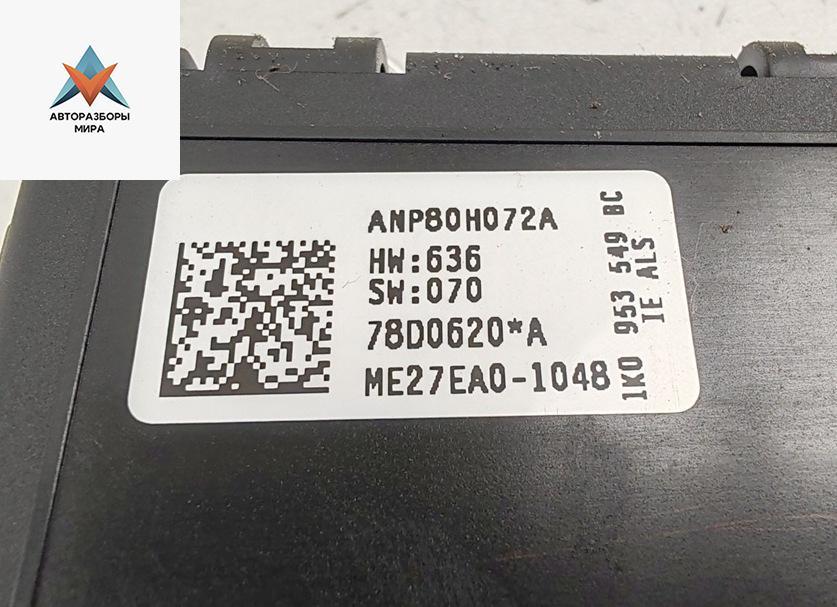 АВТОРАЗБОРЫ
МИРА
ANP80H072A
HW:636
SW:070
78D0620*A
ME27EA0-1048
1K0 953 549 BC
IE ALS